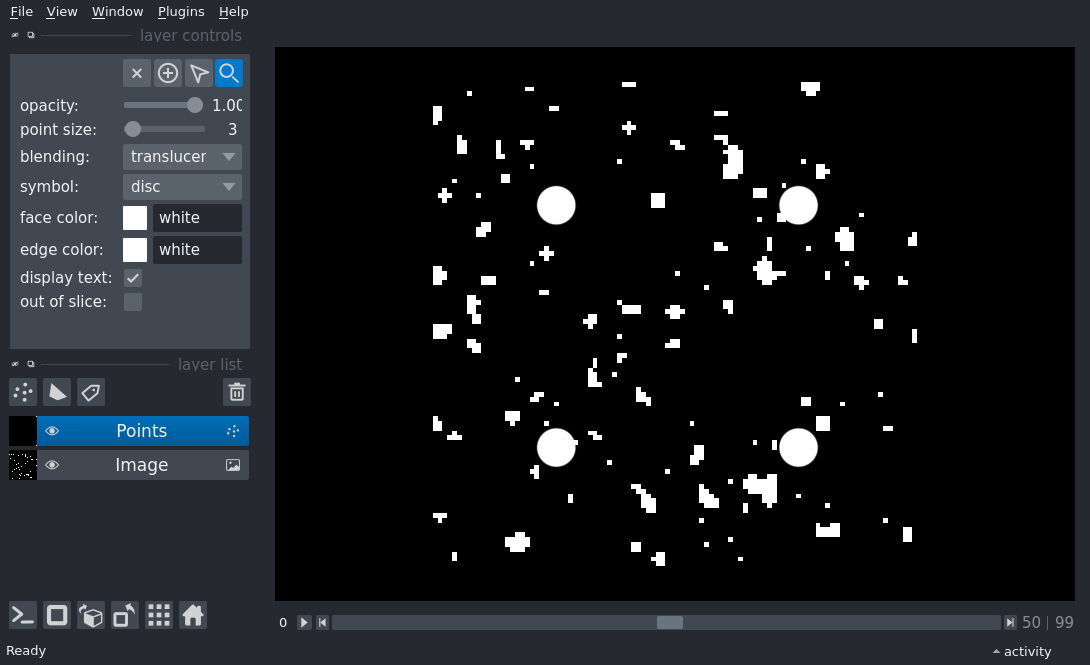 File View Window Plugins Help
layer controls
opacity: 1.00
point size: 3
blending: translucer
symbol: disc
face color: white
edge color: white
display text:
out of slice:
layer list
Points
Image
0 50 | 99
Ready activity